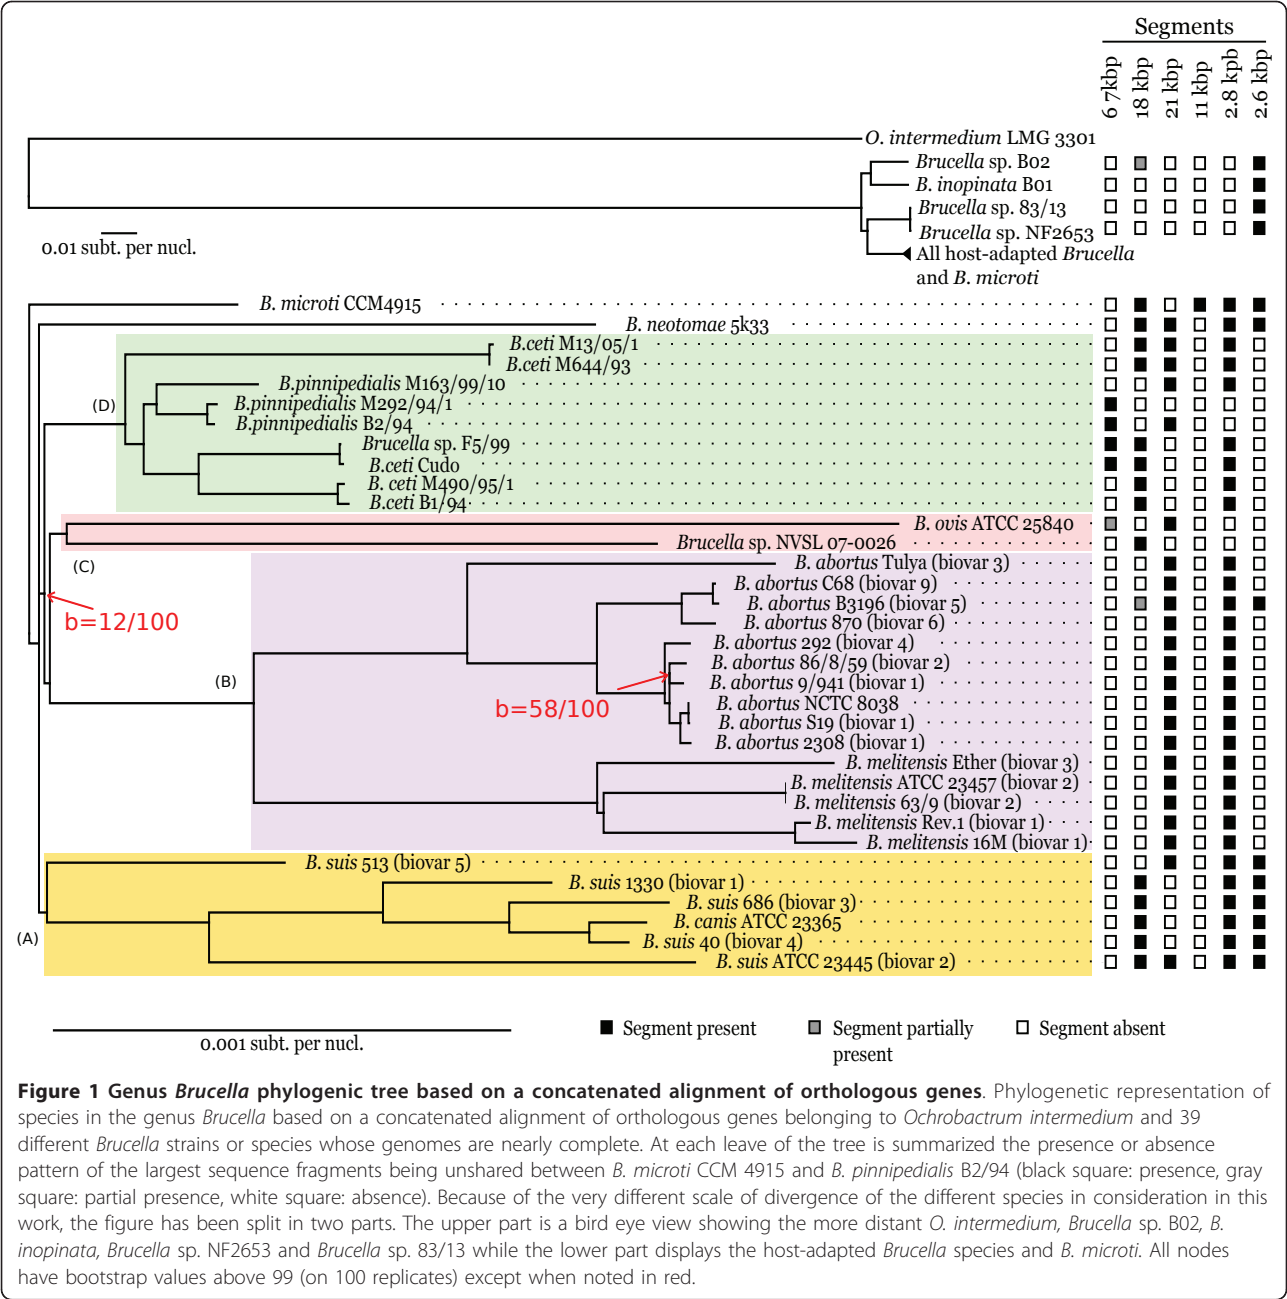 Segments
6 7kbp
18 kbp
21 kbp
11 kbp
2.8 kpb
2.6 kbp
O. intermedium LMG 3301
Brucella sp. B02
B. inopinata B01
Brucella sp. 83/13
Brucella sp. NF2653
All host-adapted Brucella
and B. microti
0.01 subt. per nucl.
B. microti CCM4915
B. neotomae 5k33
B.ceti M13/05/1
B.ceti M644/93
B.pinnipedialis M163/99/10
(D)
B.pinnipedialis M292/94/1
B.pinnipedialis B2/94
Brucella sp. F5/99
B.ceti Cudo
B. ceti M490/95/1
B.ceti B1/94
B. ovis ATCC 25840
Brucella sp. NVSL 07-0026
(C)
b=12/100
B. abortus Tulya (biovar 3)
B. abortus C68 (biovar 9)
B. abortus B3196 (biovar 5)
B. abortus 870 (biovar 6)
B. abortus 292 (biovar 4)
B. abortus 86/8/59 (biovar 2)
(B)
B. abortus 9/941 (biovar 1)
b=58/100
B. abortus NCTC 8038
B. abortus S19 (biovar 1)
B. abortus 2308 (biovar 1)
B. melitensis Ether (biovar 3)
B. melitensis ATCC 23457 (biovar 2)
B. melitensis 63/9 (biovar 2)
B. melitensis Rev.1 (biovar 1)
B. melitensis 16M (biovar 1)
B. suis 513 (biovar 5)
B. suis 1330 (biovar 1)
B. suis 686 (biovar 3)
B. canis ATCC 23365
(A)
B. suis 40 (biovar 4)
B. suis ATCC 23445 (biovar 2)
0.001 subt. per nucl.
Segment present
Segment partially
present
Segment absent
Figure 1 Genus Brucella phylogenic tree based on a concatenated alignment of orthologous genes. Phylogenetic representation of
species in the genus Brucella based on a concatenated alignment of orthologous genes belonging to Ochrobactrum intermedium and 39
different Brucella strains or species whose genomes are nearly complete. At each leave of the tree is summarized the presence or absence
pattern of the largest sequence fragments being unshared between B. microti CCM 4915 and B. pinnipedialis B2/94 (black square: presence, gray
square: partial presence, white square: absence). Because of the very different scale of divergence of the different species in consideration in this
work, the figure has been split in two parts. The upper part is a bird eye view showing the more distant O. intermedium, Brucella sp. B02, B.
inopinata, Brucella sp. NF2653 and Brucella sp. 83/13 while the lower part displays the host-adapted Brucella species and B. microti. All nodes
have bootstrap values above 99 (on 100 replicates) except when noted in red.